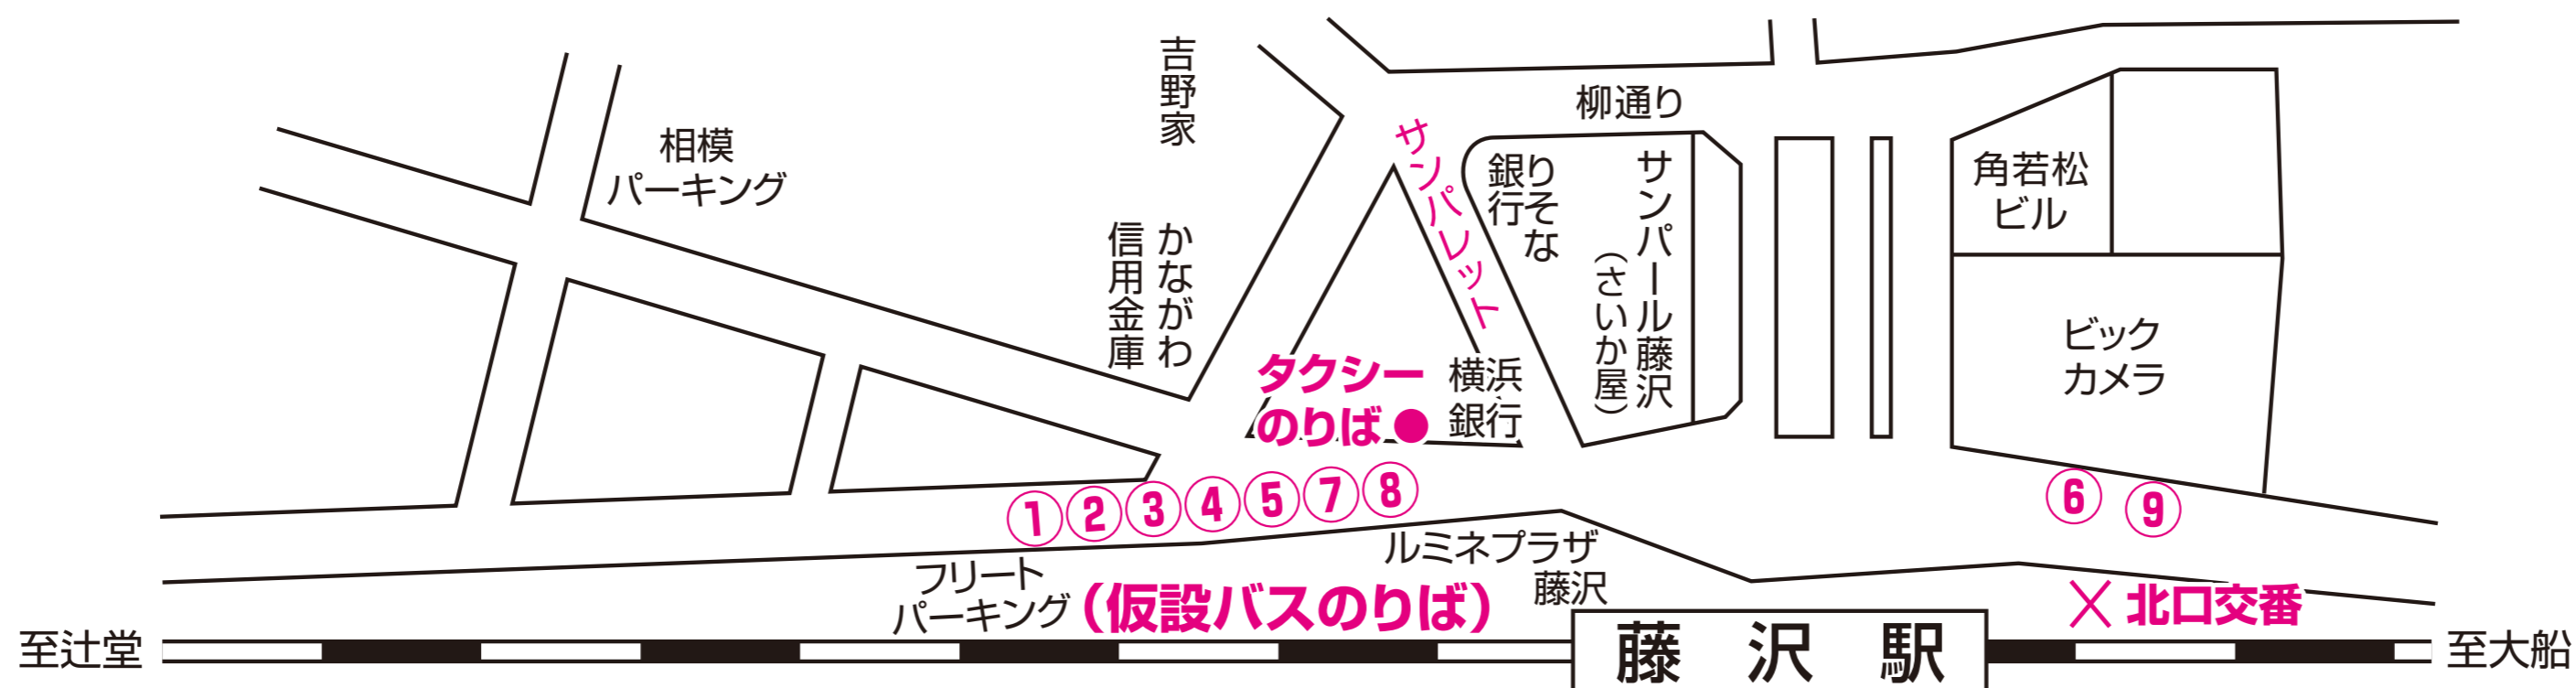 吉野家
柳通り
相模
パーキング
サンパレット
りそな
銀行
サンパール藤沢
（さいか屋）
角若松
ビル
かながわ
信用金庫
ビック
カメラ
タクシー
のりば●
横浜
銀行
①②③④⑤⑦⑧
⑥⑨
ルミネプラザ
藤沢
フリート
パーキング
（仮設バスのりば）
×北口交番
至辻堂
藤沢駅
至大船